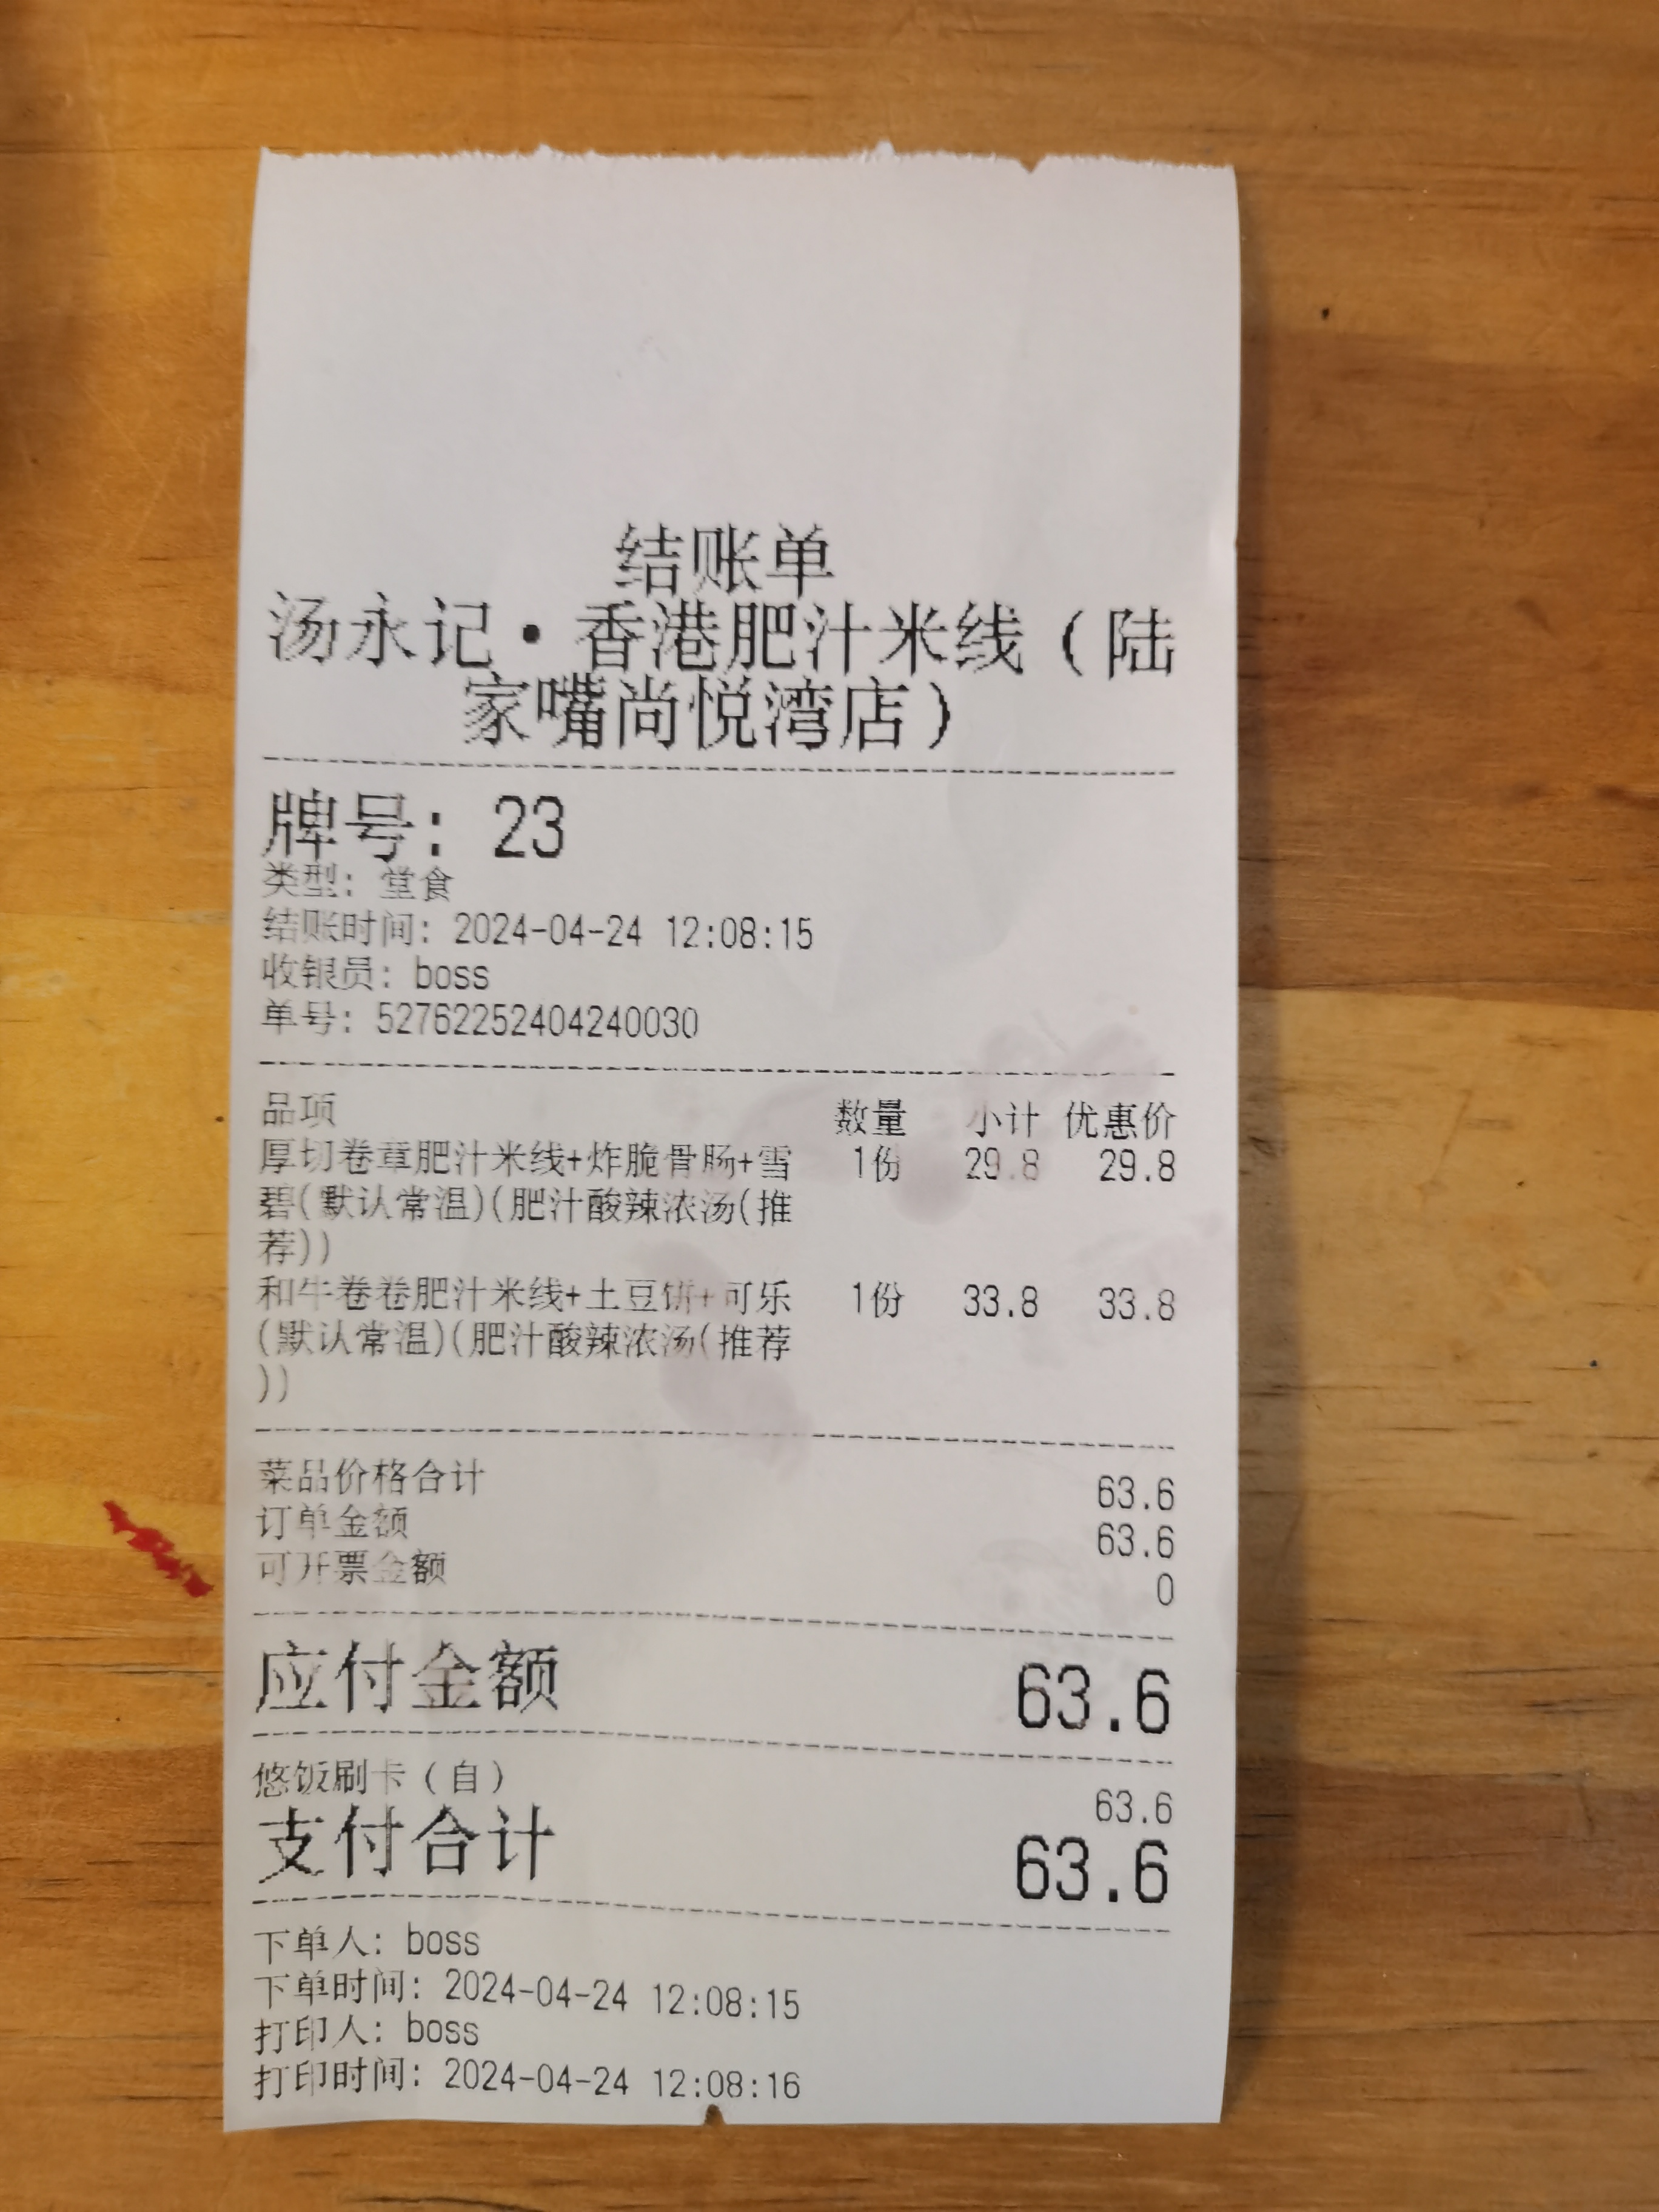 结账单
汤永记·香港肥汁米线(陆
家嘴尚悦湾店)
牌号: 23
类型: 堂食
结账时间: 2024-04-24 12:08:15
收银员: boss
单号: 52762252404240030
品项 数量 小计 优惠价
厚切卷章肥汁米线+炸脆骨肠+雪 1份 29.8 29.8
碧(默认常温)(肥汁酸辣浓汤(推
荐))
和牛卷卷肥汁米线+土豆饼+可乐 1份 33.8 33.8
(默认常温)(肥汁酸辣浓汤(推荐
))
菜品价格合计 63.6
订单金额 63.6
可开票金额 0
应付金额 63.6
悠饭刷卡(自) 63.6
支付合计 63.6
下单人: boss
下单时间: 2024-04-24 12:08:15
打印人: boss
打印时间: 2024-04-24 12:08:16